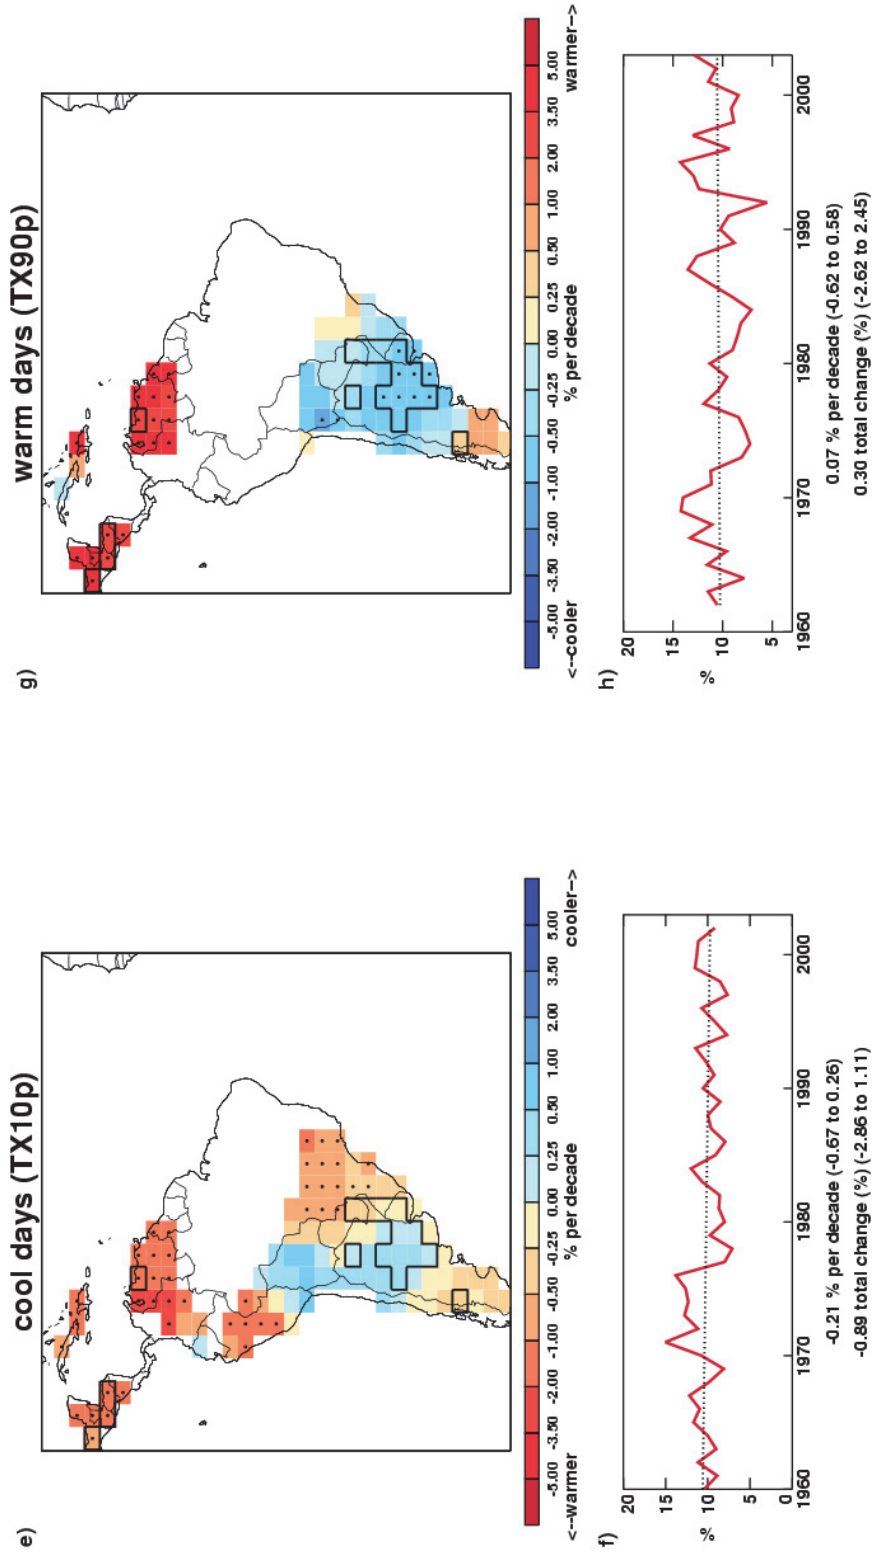 e)
cool days (TX10p)
-5.00 -3.50 -2.00 -1.00 -0.50 -0.25 0.00 0.25 0.50 1.00 2.00 3.50 5.00
<--warmer % per decade cooler-->
f)
20
15
10
5
0
%
1960 1970 1980 1990 2000
-0.21 % per decade (-0.67 to 0.26)
-0.89 total change (%) (-2.86 to 1.11)
g)
warm days (TX90p)
-5.00 -3.50 -2.00 -1.00 -0.50 -0.25 0.00 0.25 0.50 1.00 2.00 3.50 5.00
<--cooler % per decade warmer-->
h)
20
15
10
5
%
1960 1970 1980 1990 2000
0.07 % per decade (-0.62 to 0.58)
0.30 total change (%) (-2.62 to 2.45)